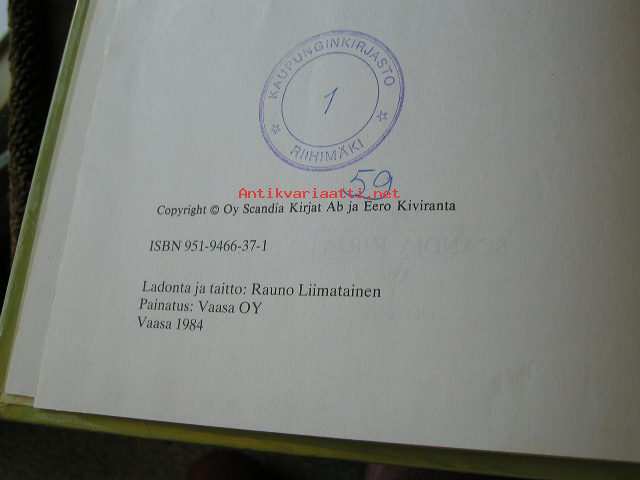 KAUPUNGINKIRJASTO
1
RIIHIMÄKI
59
Antikvariaatti.net
Copyright © Oy Scandia Kirjat Ab ja Eero Kiviranta
ISBN 951-9466-37-1
Ladonta ja taitto: Rauno Liimatainen
Painatus: Vaasa OY
Vaasa 1984